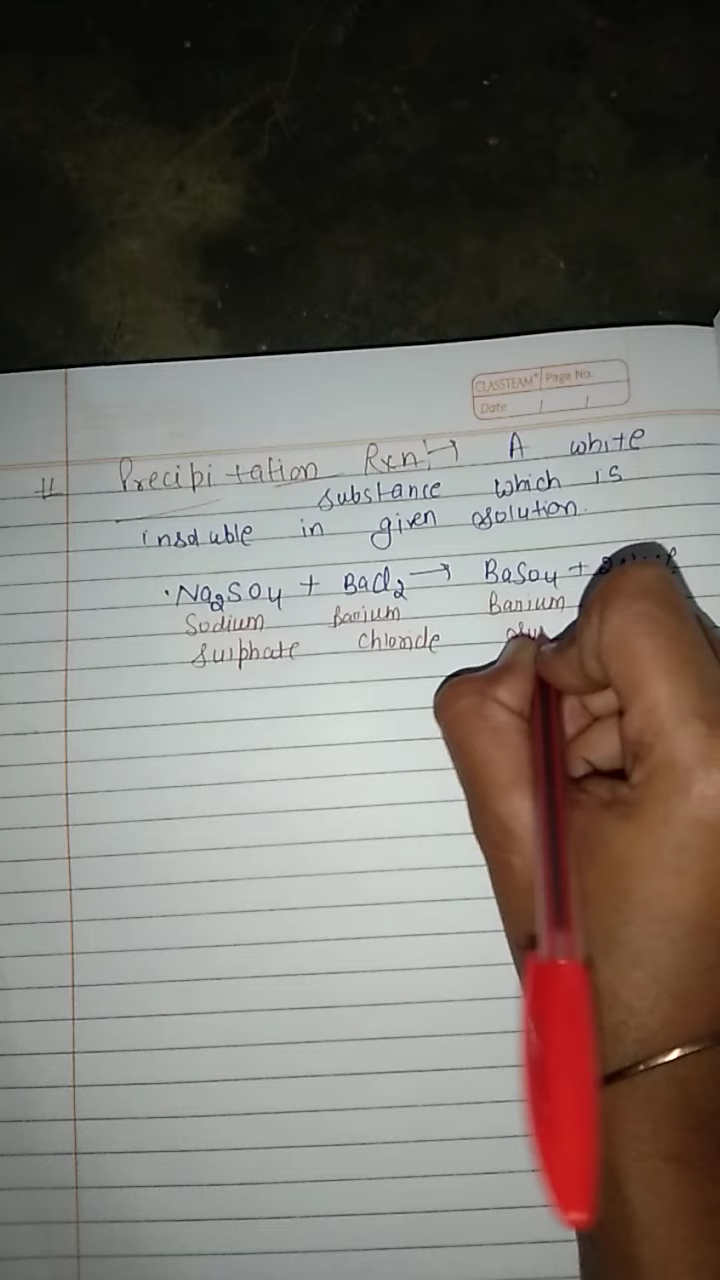 CLASSTEAM Page No.
Date / /
# Precipitation Rxn:→ A white
substance which is
insoluble in given solution.
Na₂SO₄ + BaCl₂ → BaSO₄ +
Sodium Barium Barium
Sulphate Chloride